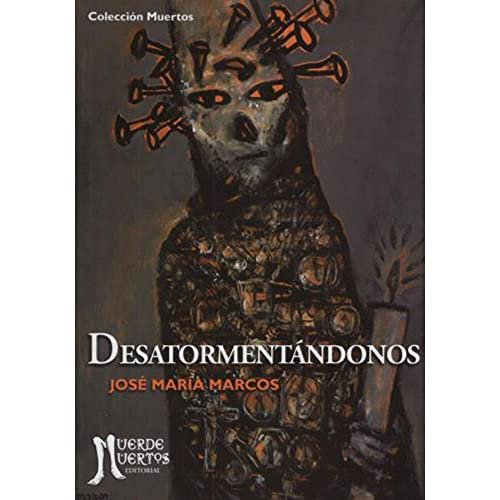 Colección Muertos
DESATORMENTÁNDONOS
JOSÉ MARÍA MARCOS
MUERDE
MUERTOS
EDITORIAL